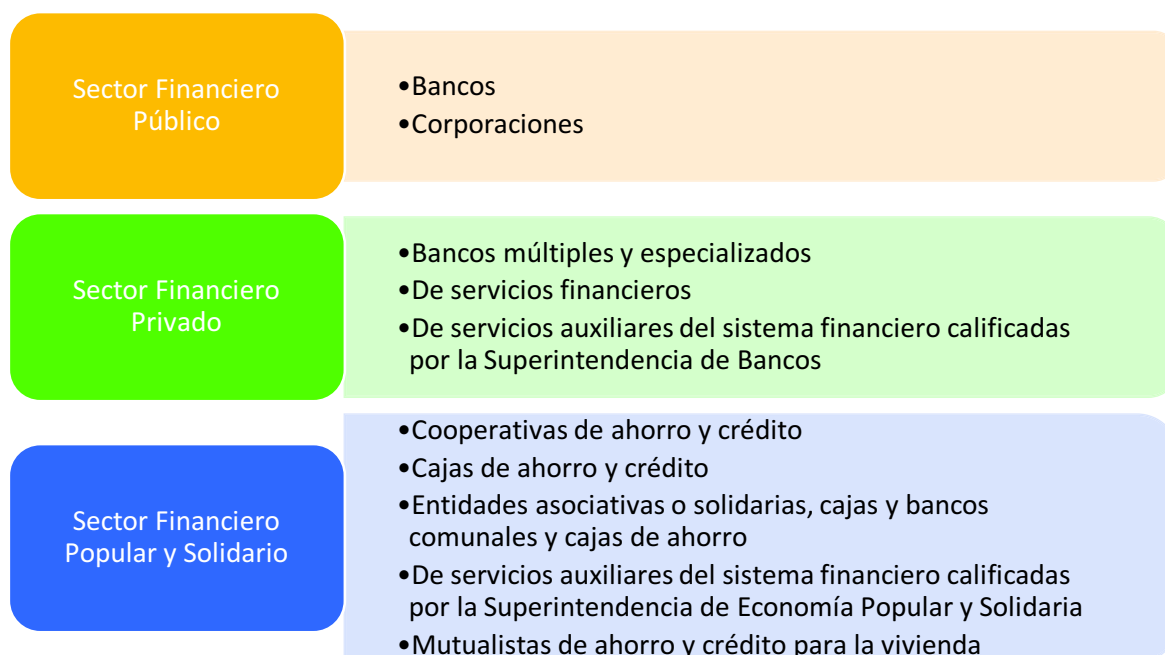 Sector Financiero
Público
•Bancos
•Corporaciones
Sector Financiero
Privado
•Bancos múltiples y especializados
•De servicios financieros
•De servicios auxiliares del sistema financiero calificadas
por la Superintendencia de Bancos
Sector Financiero
Popular y Solidario
•Cooperativas de ahorro y crédito
•Cajas de ahorro y crédito
•Entidades asociativas o solidarias, cajas y bancos
comunales y cajas de ahorro
•De servicios auxiliares del sistema financiero calificadas
por la Superintendencia de Economía Popular y Solidaria
•Mutualistas de ahorro y crédito para la vivienda